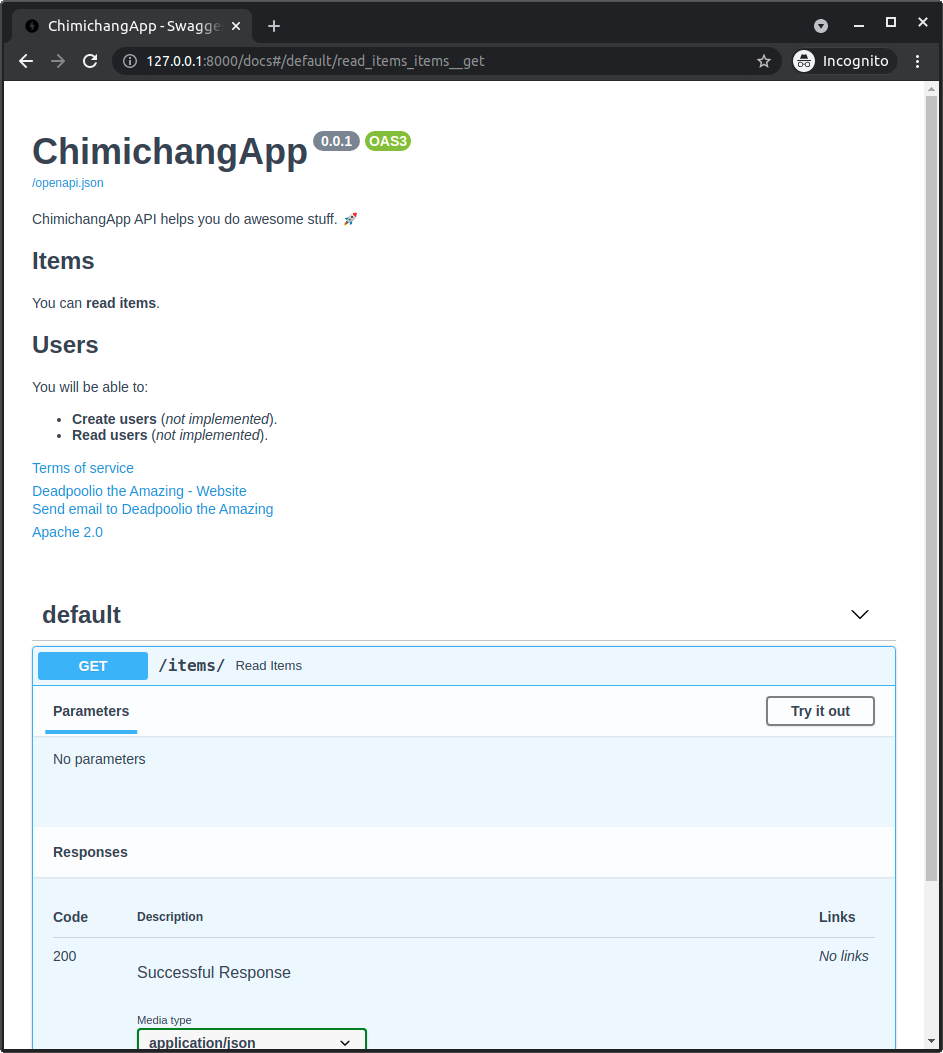 ChimichangApp - Swagge
127.0.0.1:8000/docs#/default/read_items_items__get
Incognito
ChimichangApp 0.0.1 OAS3
/openapi.json
ChimichangApp API helps you do awesome stuff. 🚀
Items
You can read items.
Users
You will be able to:
• Create users (not implemented).
• Read users (not implemented).
Terms of service
Deadpoolio the Amazing - Website
Send email to Deadpoolio the Amazing
Apache 2.0
default
GET /items/ Read Items
Parameters Try it out
No parameters
Responses
Code Description Links
200 Successful Response No links
Media type
application/json